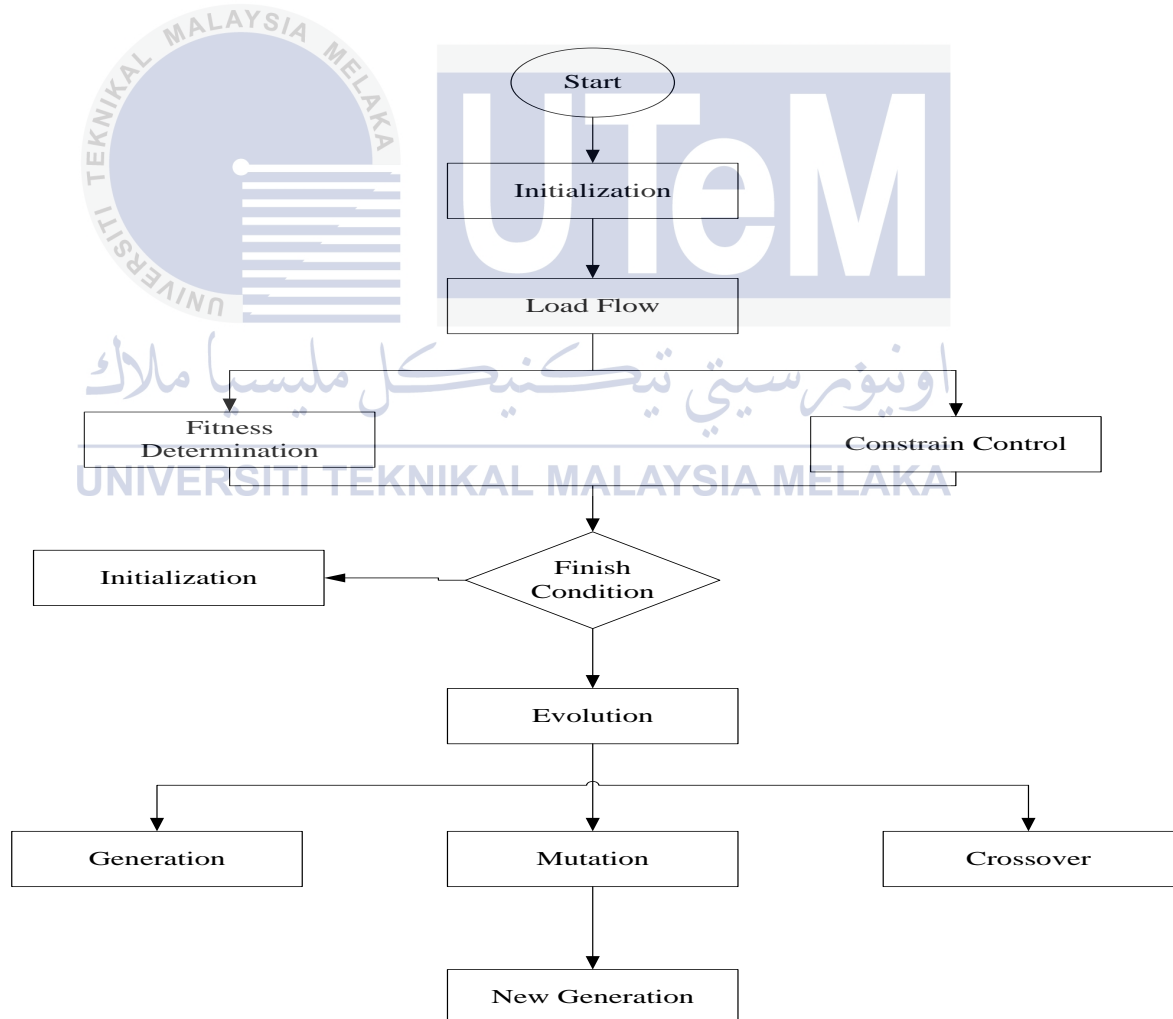 UNIVERSITI TEKNIKAL MALAYSIA MELAKA
UTeM
Start
Initialization
Load Flow
اونيۏرسيتي تيكنيكل مليسيا ملاك
Fitness
Determination
Constrain Control
UNIVERSITI TEKNIKAL MALAYSIA MELAKA
Initialization
Finish
Condition
Evolution
Generation
Mutation
Crossover
New Generation